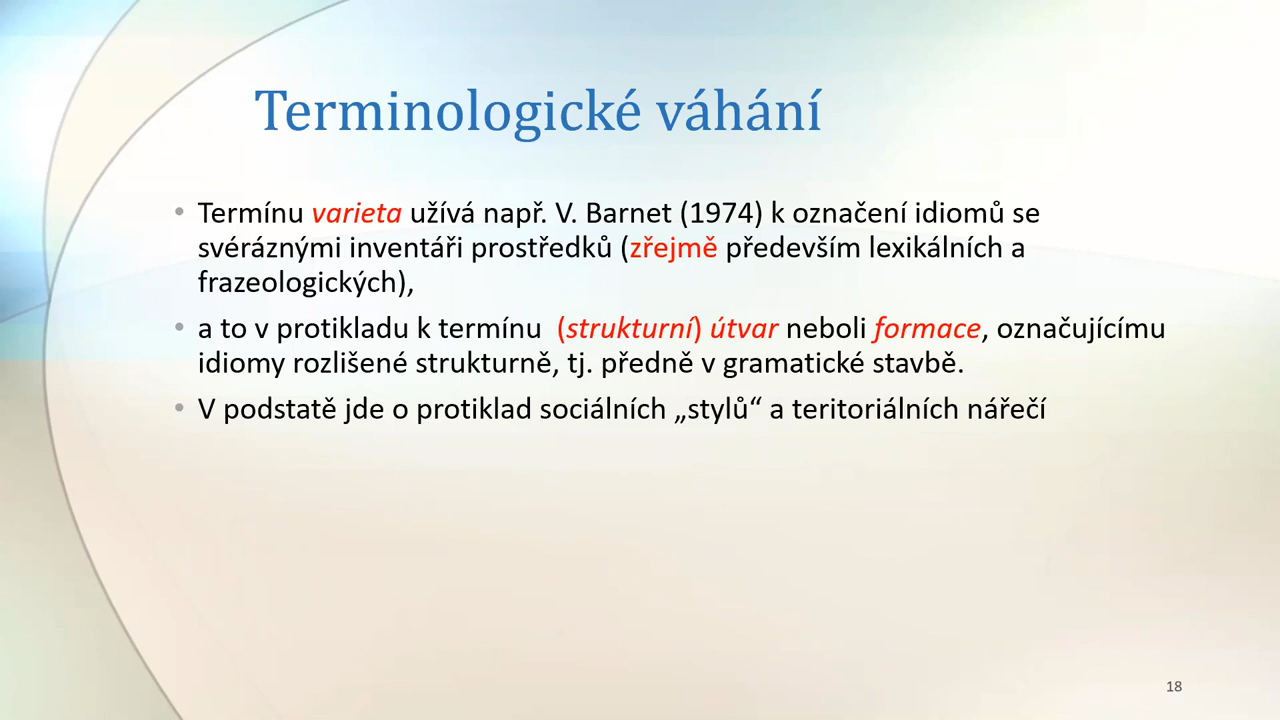 Terminologické váhání
• Termínu varieta užívá např. V. Barnet (1974) k označení idiomů se
svéráznými inventáři prostředků (zřejmě především lexikálních a
frazeologických),
• a to v protikladu k termínu (strukturní) útvar neboli formace, označujícímu
idiomy rozlišené strukturně, tj. předně v gramatické stavbě.
• V podstatě jde o protiklad sociálních „stylů“ a teritoriálních nářečí
18